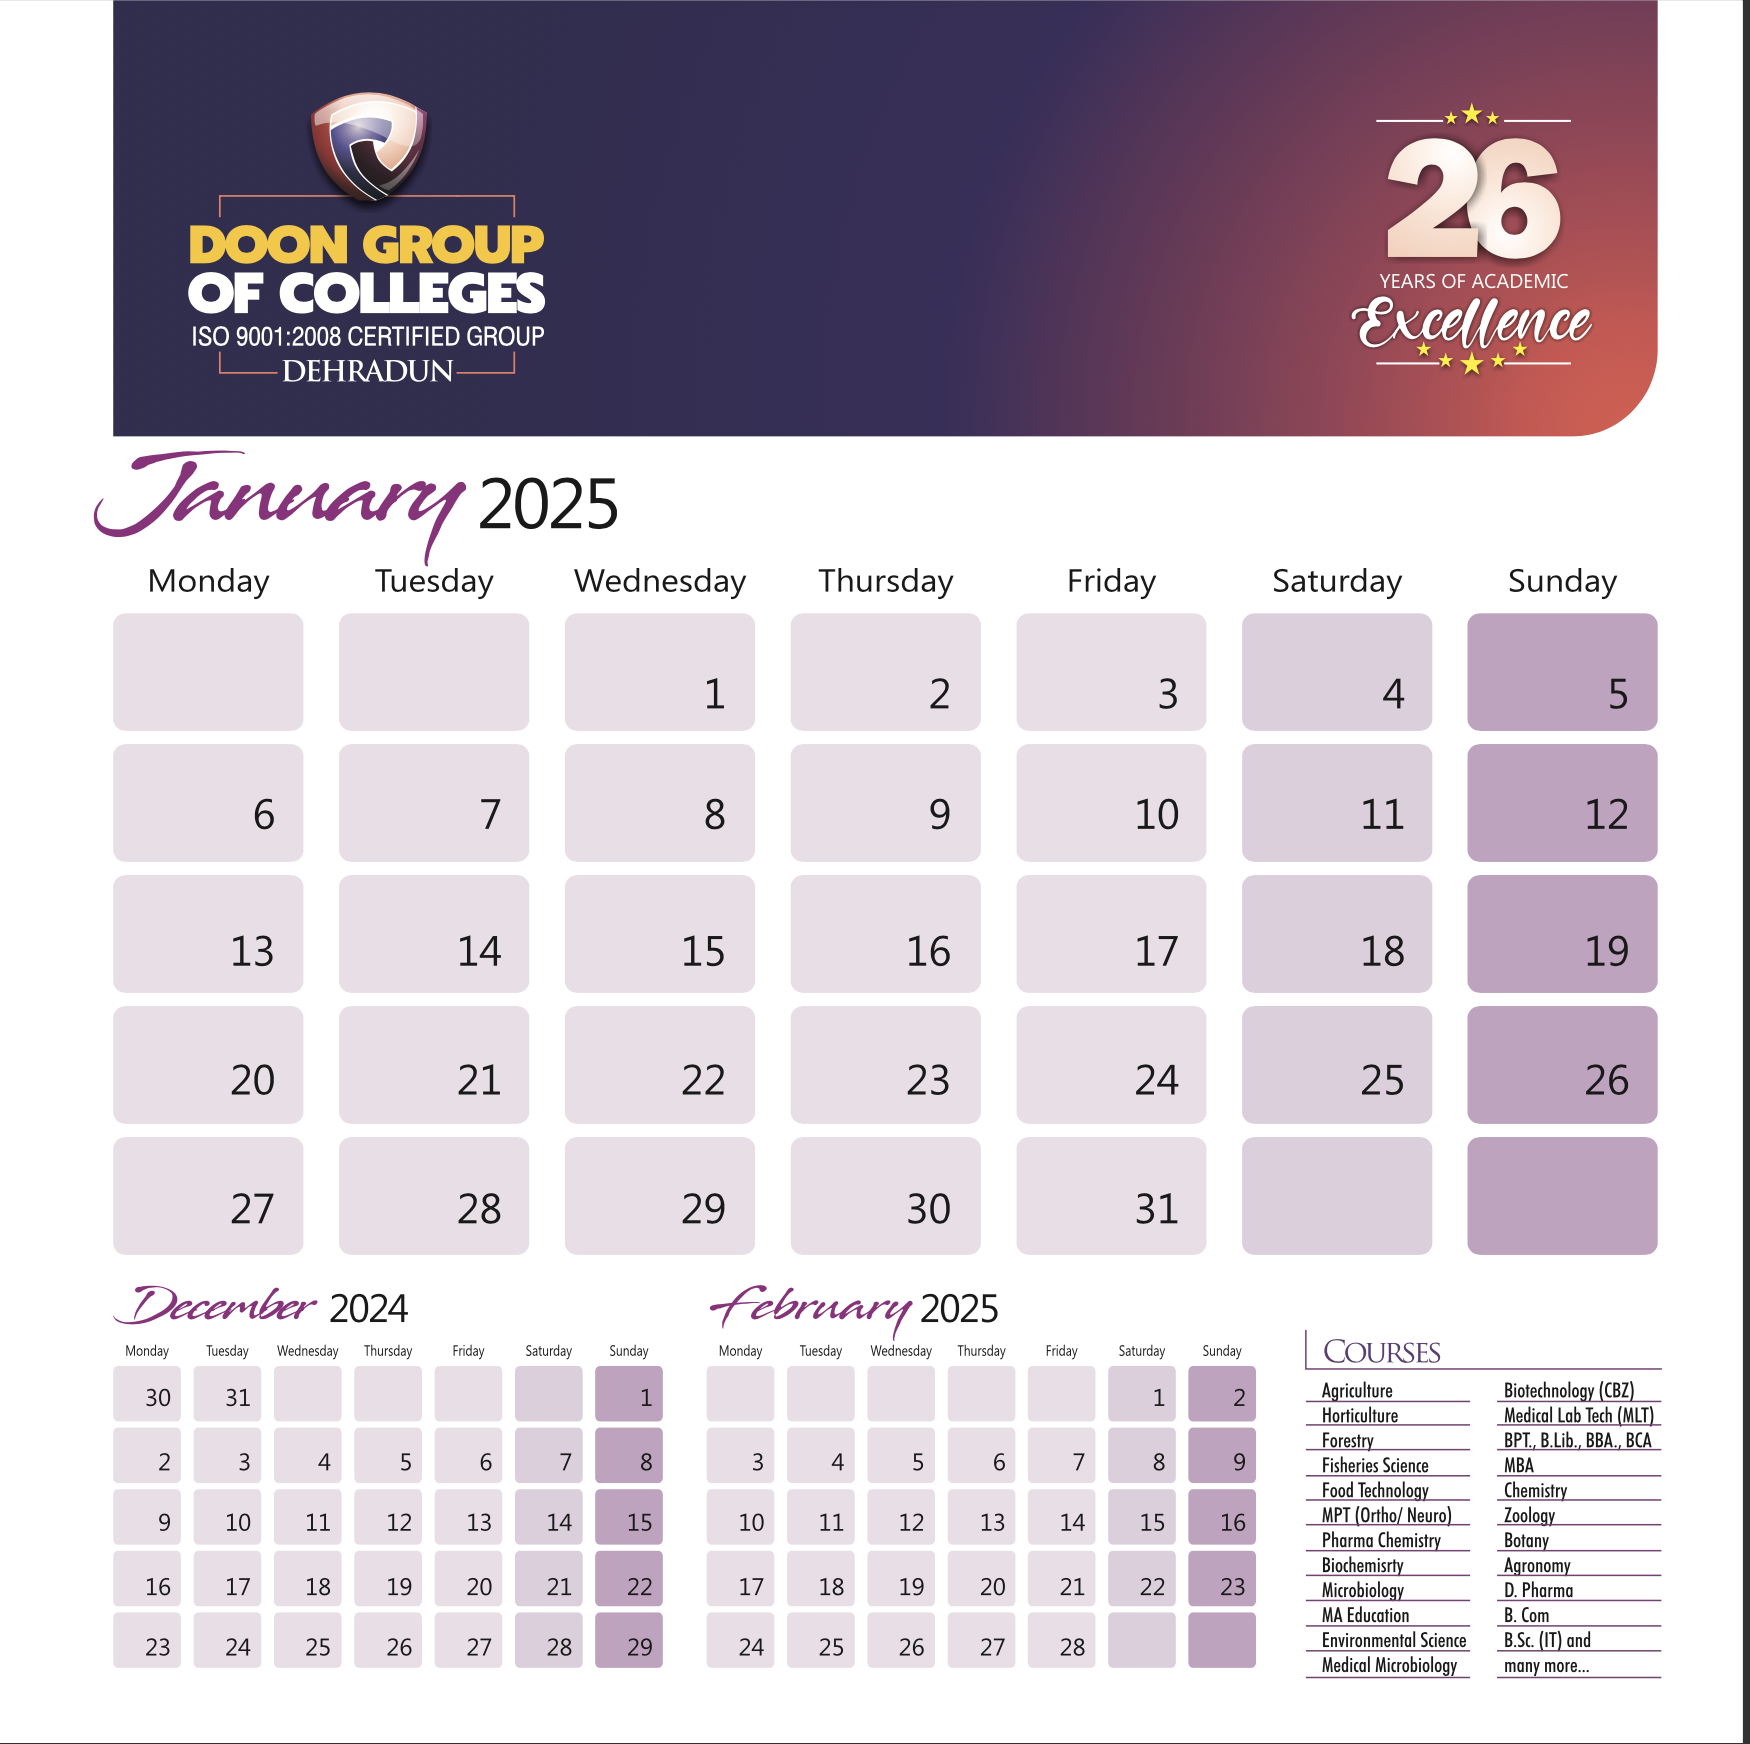 DOON GROUP
OF COLLEGES
ISO 9001:2008 CERTIFIED GROUP
DEHRADUN
26
YEARS OF ACADEMIC
Excellence
January 2025
Monday Tuesday Wednesday Thursday Friday Saturday Sunday
1 2 3 4 5
6 7 8 9 10 11 12
13 14 15 16 17 18 19
20 21 22 23 24 25 26
27 28 29 30 31
December 2024
Monday Tuesday Wednesday Thursday Friday Saturday Sunday
30 31 1
2 3 4 5 6 7 8
9 10 11 12 13 14 15
16 17 18 19 20 21 22
23 24 25 26 27 28 29
February 2025
Monday Tuesday Wednesday Thursday Friday Saturday Sunday
1 2
3 4 5 6 7 8 9
10 11 12 13 14 15 16
17 18 19 20 21 22 23
24 25 26 27 28
COURSES
Agriculture
Horticulture
Forestry
Fisheries Science
Food Technology
MPT (Ortho/ Neuro)
Pharma Chemistry
Biochemisrty
Microbiology
MA Education
Environmental Science
Medical Microbiology
Biotechnology (CBZ)
Medical Lab Tech (MLT)
BPT., B.Lib., BBA., BCA
MBA
Chemistry
Zoology
Botany
Agronomy
D. Pharma
B. Com
B.Sc. (IT) and
many more...